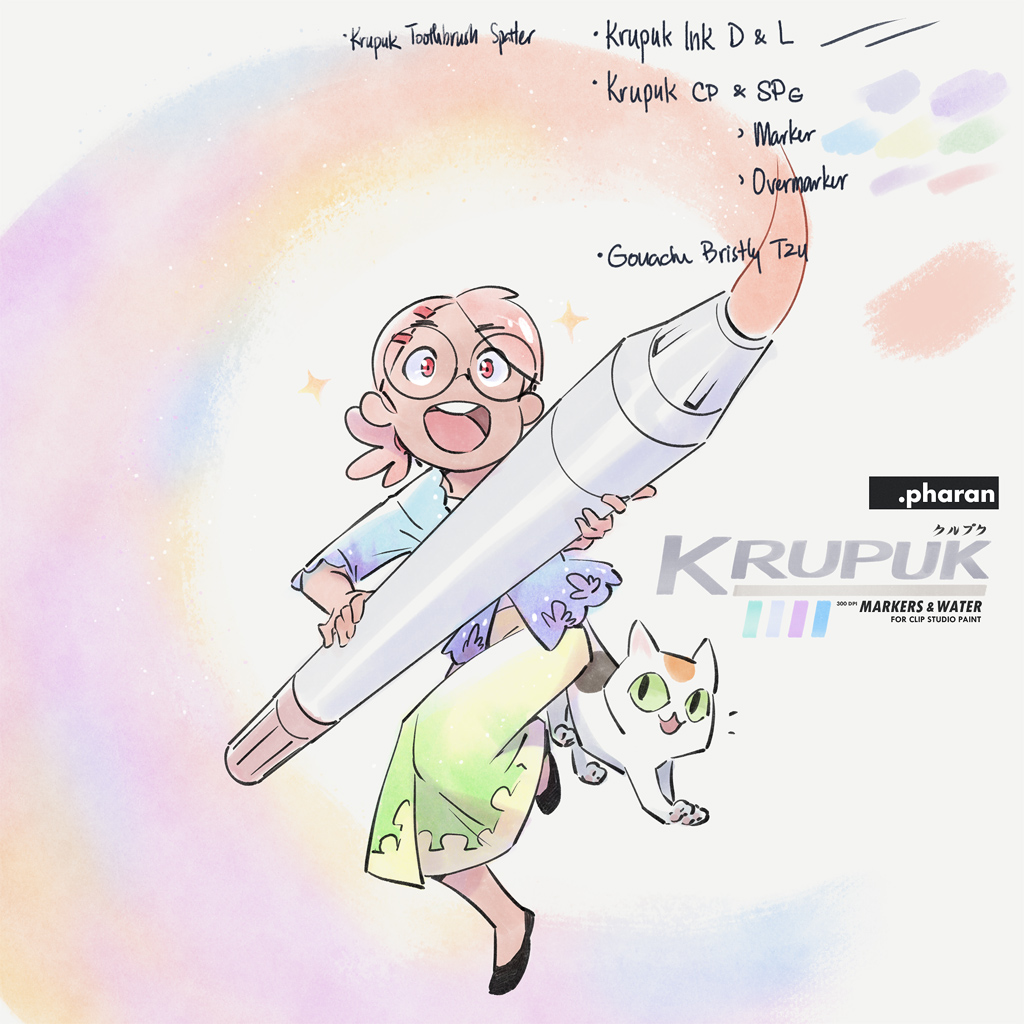 • Krupuk Toothbrush Spatter
• Krupuk Ink D & L
• Krupuk CP & SPG
> Marker
> Overmarker
• Gouache Bristly Tzu
.pharan
クルプク
KRUPUK
300 DPI MARKERS & WATER
FOR CLIP STUDIO PAINT